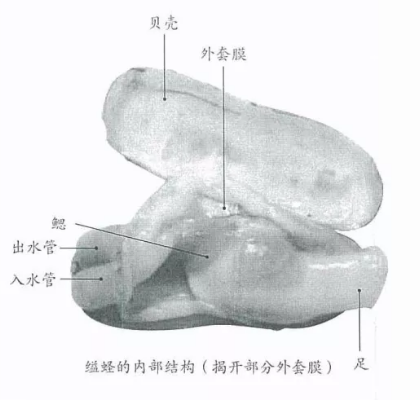 贝壳
外套膜
鳃
出水管
入水管
足
缢蛏的内部结构(揭开部分外套膜)